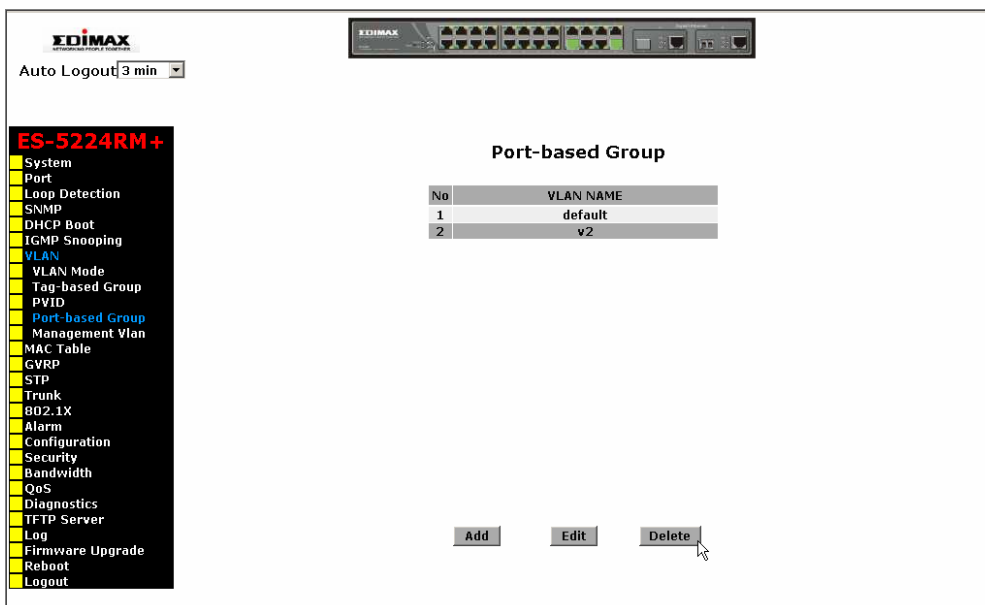 EDIMAX
NETWORKING PEOPLE TOGETHER
EDIMAX
Auto Logout 3 min
ES-5224RM+
System
Port
Loop Detection
SNMP
DHCP Boot
IGMP Snooping
VLAN
VLAN Mode
Tag-based Group
PVID
Port-based Group
Management Vlan
MAC Table
GVRP
STP
Trunk
802.1X
Alarm
Configuration
Security
Bandwidth
QoS
Diagnostics
TFTP Server
Log
Firmware Upgrade
Reboot
Logout
Port-based Group
No VLAN NAME
1 default
2 v2
Add Edit Delete